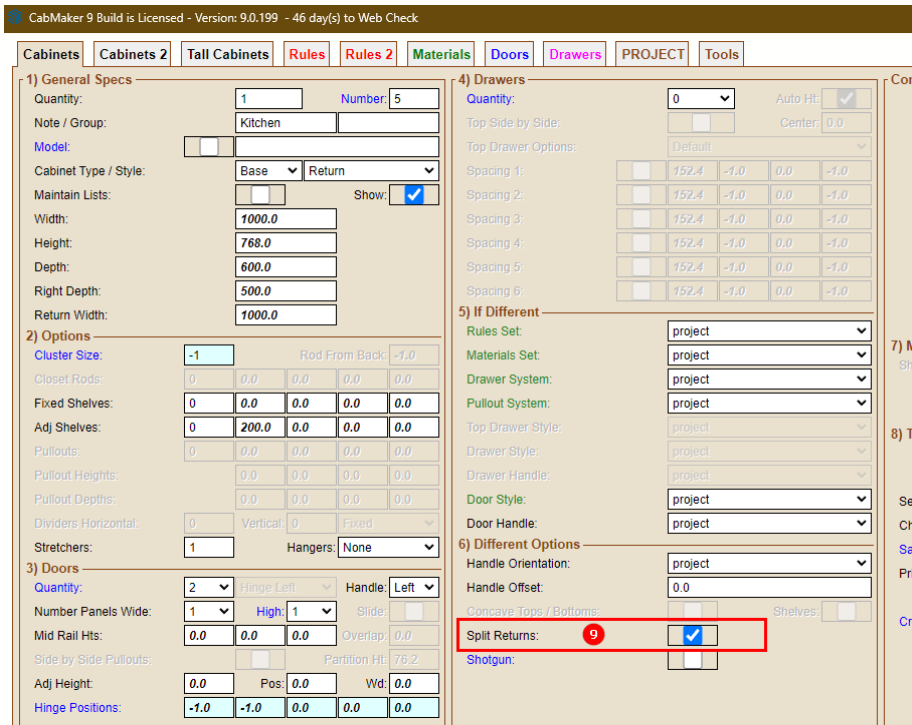 CabMaker 9 Build is Licensed - Version: 9.0.199 - 46 day(s) to Web Check
Cabinets Cabinets 2 Tall Cabinets Rules Rules 2 Materials Doors Drawers PROJECT Tools
1) General Specs
Quantity: 1 Number: 5
Note / Group: Kitchen
Model:
Cabinet Type / Style: Base Return
Maintain Lists: Show:
Width: 1000.0
Height: 768.0
Depth: 600.0
Right Depth: 500.0
Return Width: 1000.0
2) Options
Cluster Size: -1 Rod From Back: -1.0
Closet Rods: 0 0.0 0.0 0.0 0.0
Fixed Shelves: 0 0.0 0.0 0.0 0.0
Adj Shelves: 0 200.0 0.0 0.0 0.0
Pullouts: 0 0.0 0.0 0.0 0.0
Pullout Heights: 0.0 0.0 0.0 0.0
Pullout Depths: 0.0 0.0 0.0 0.0
Dividers Horizontal: 0 Vertical: 0 Fixed
Stretchers: 1 Hangers: None
3) Doors
Quantity: 2 Hinge Left Handle: Left
Number Panels Wide: 1 High: 1 Slide:
Mid Rail Hts: 0.0 0.0 0.0 Overlap: 0.0
Side by Side Pullouts: Partition Ht: 76.2
Adj Height: 0.0 Pos: 0.0 Wd: 0.0
Hinge Positions: -1.0 -1.0 0.0 0.0 0.0
4) Drawers
Quantity: 0 Auto Ht:
Top Side by Side: Center: 0.0
Top Drawer Options: Default
Spacing 1: 152.4 -1.0 0.0 -1.0
Spacing 2: 152.4 -1.0 0.0 -1.0
Spacing 3: 152.4 -1.0 0.0 -1.0
Spacing 4: 152.4 -1.0 0.0 -1.0
Spacing 5: 152.4 -1.0 0.0 -1.0
Spacing 6: 152.4 -1.0 0.0 -1.0
5) If Different
Rules Set: project
Materials Set: project
Drawer System: project
Pullout System: project
Top Drawer Style: project
Drawer Style: project
Drawer Handle: project
Door Style: project
Door Handle: project
6) Different Options
Handle Orientation: project
Handle Offset: 0.0
Concave Tops / Bottoms: Shelves:
Split Returns: 9
Shotgun:
7)
8)